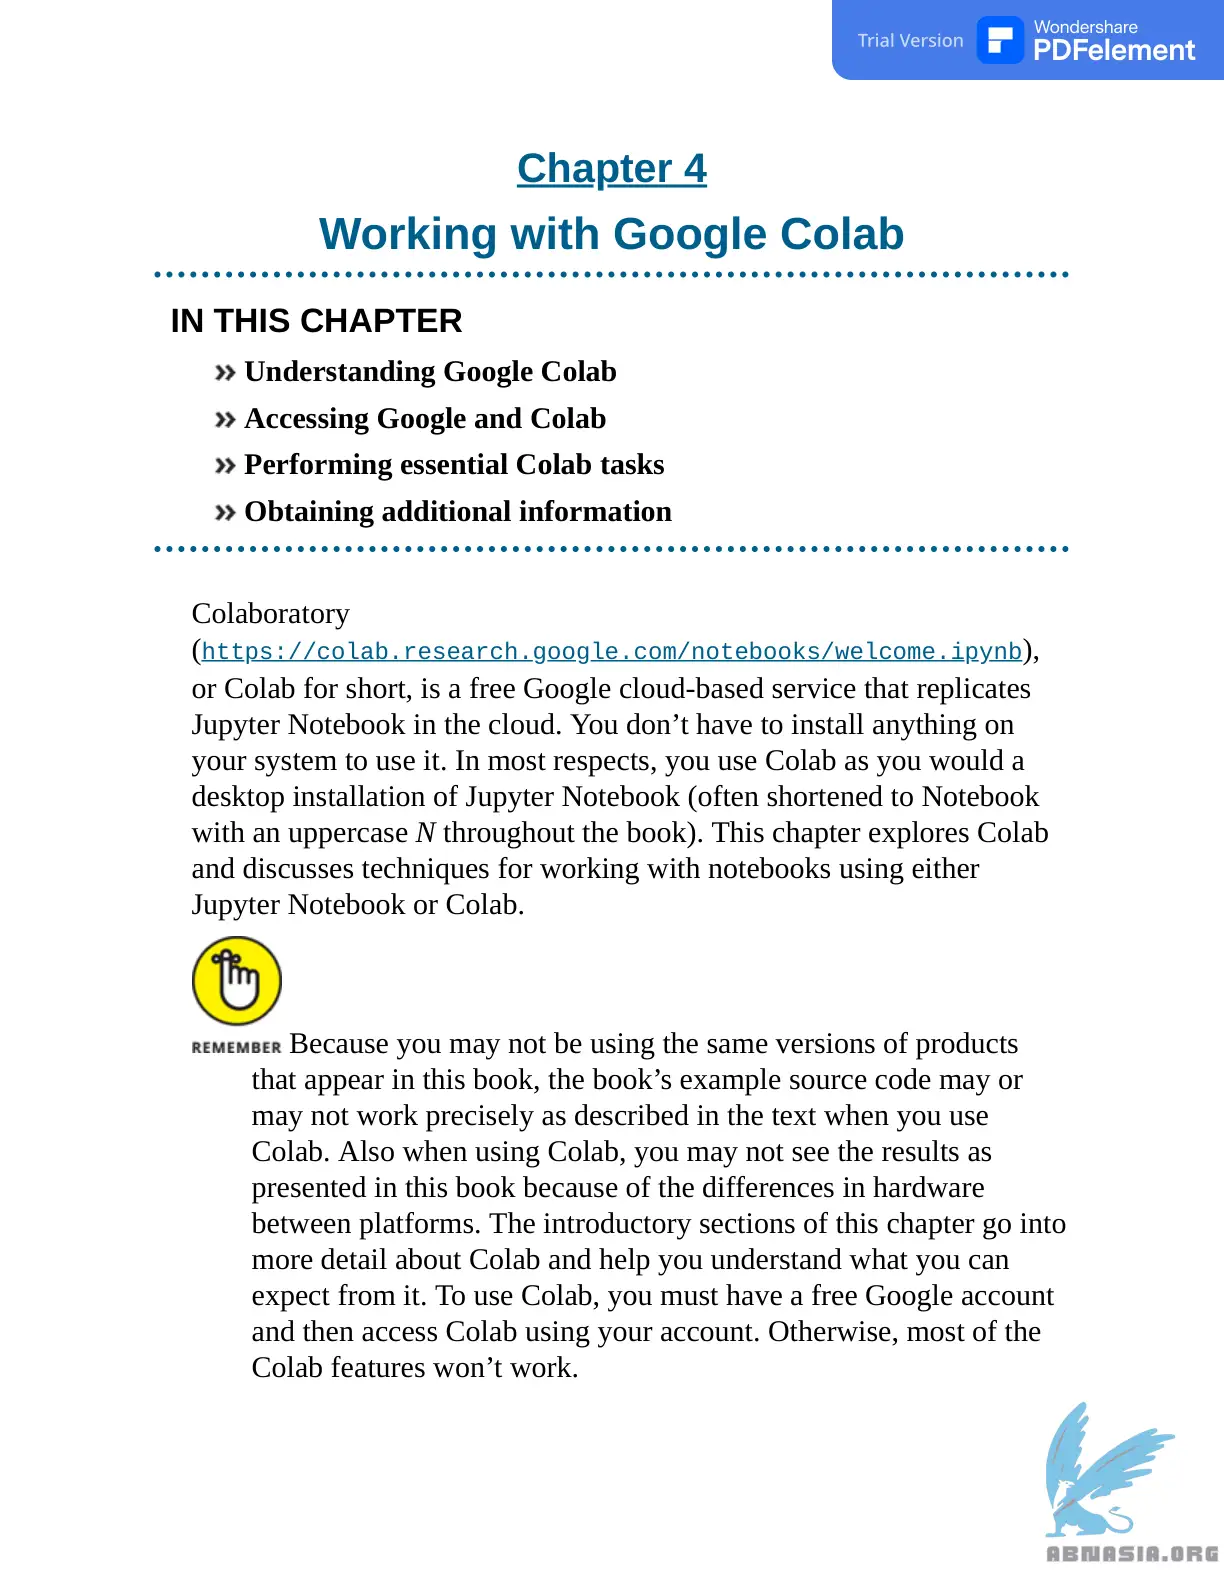 Trial Version
Wondershare
PDFelement
Chapter 4
Working with Google Colab
IN THIS CHAPTER
» Understanding Google Colab
» Accessing Google and Colab
» Performing essential Colab tasks
» Obtaining additional information
Colaboratory
(https://colab.research.google.com/notebooks/welcome.ipynb),
or Colab for short, is a free Google cloud-based service that replicates
Jupyter Notebook in the cloud. You don’t have to install anything on
your system to use it. In most respects, you use Colab as you would a
desktop installation of Jupyter Notebook (often shortened to Notebook
with an uppercase N throughout the book). This chapter explores Colab
and discusses techniques for working with notebooks using either
Jupyter Notebook or Colab.
REMEMBER Because you may not be using the same versions of products
that appear in this book, the book’s example source code may or
may not work precisely as described in the text when you use
Colab. Also when using Colab, you may not see the results as
presented in this book because of the differences in hardware
between platforms. The introductory sections of this chapter go into
more detail about Colab and help you understand what you can
expect from it. To use Colab, you must have a free Google account
and then access Colab using your account. Otherwise, most of the
Colab features won’t work.
ABNASIA.ORG